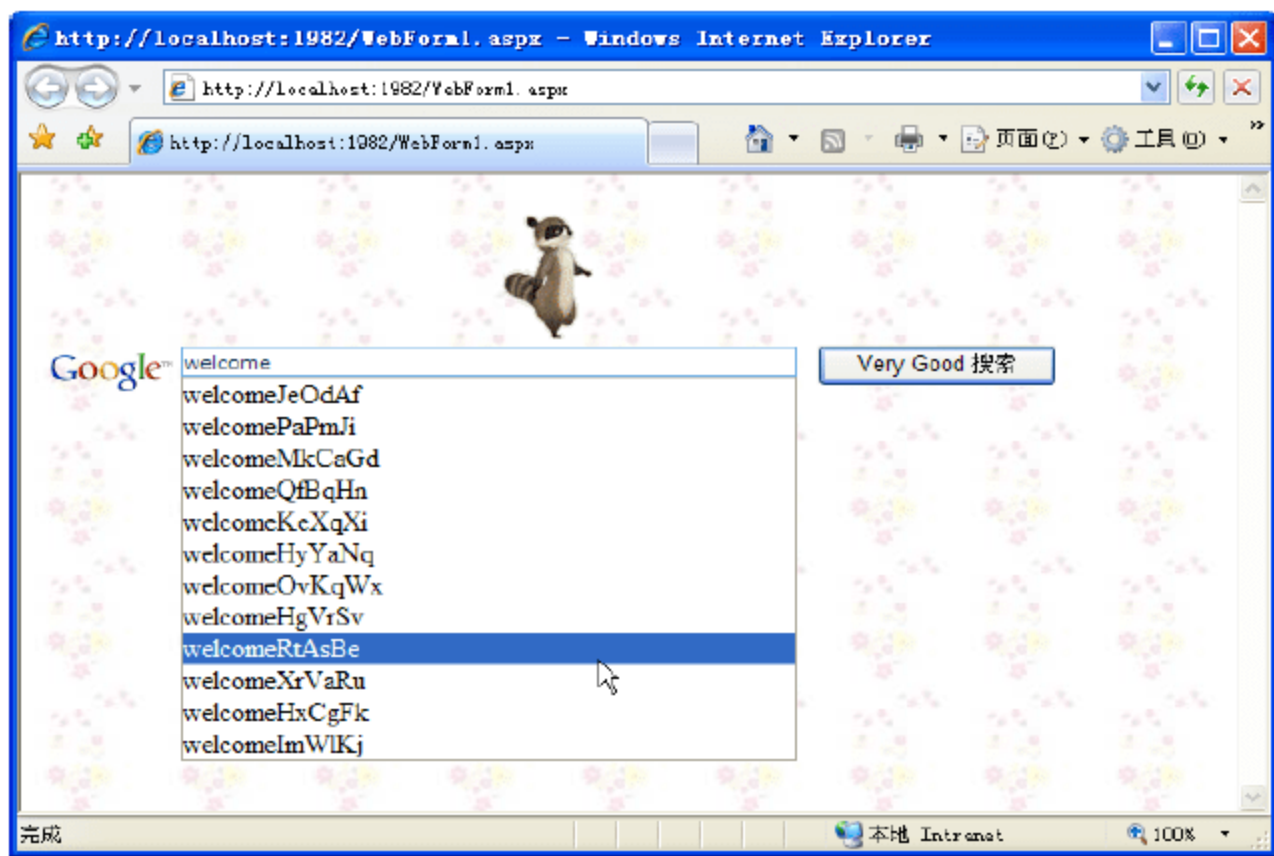 http://localhost:1982/WebForm1.aspx - Windows Internet Explorer
http://localhost:1982/WebForm1.aspx
http://localhost:1982/WebForm1.aspx
页面(P)
工具(O)
Google™
welcome
Very Good 搜索
welcomeJeOdAf
welcomePaPmJi
welcomeMkCaGd
welcomeQfBqHn
welcomeKeXqXi
welcomeHyYaNq
welcomeOvKqWx
welcomeHgVrSv
welcomeRtAsBe
welcomeXrVaRu
welcomeHxCgFk
welcomeImWlKj
完成
本地 Intranet
100%